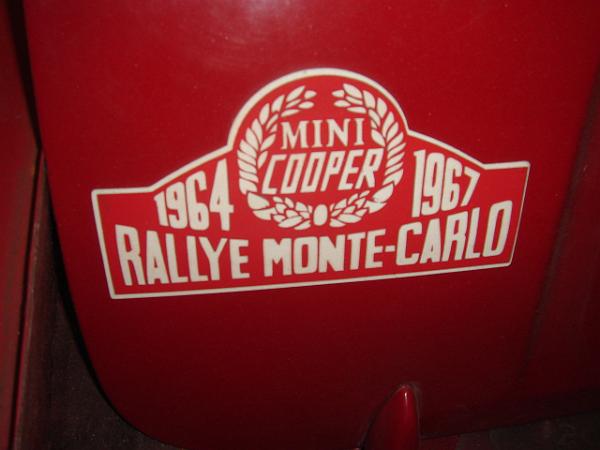 MINI
COOPER
1964 1967
RALLYE MONTE-CARLO